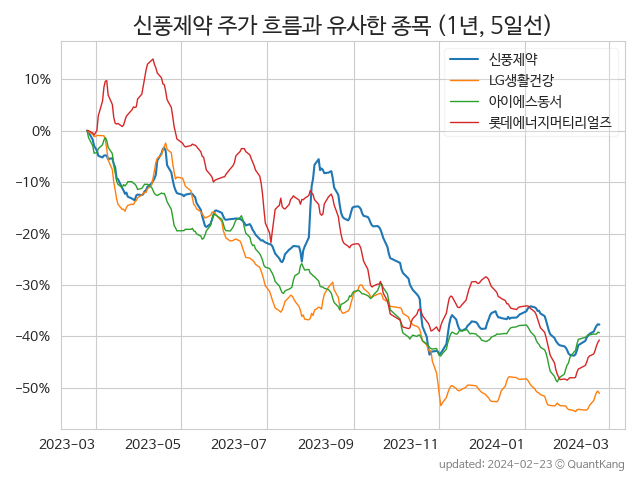 신풍제약 주가 흐름과 유사한 종목 (1년, 5일선)
신풍제약
LG생활건강
아이에스동서
롯데에너지머티리얼즈
10%
0%
−10%
−20%
−30%
−40%
−50%
2023-03 2023-05 2023-07 2023-09 2023-11 2024-01 2024-03
updated: 2024-02-23 © QuantKang